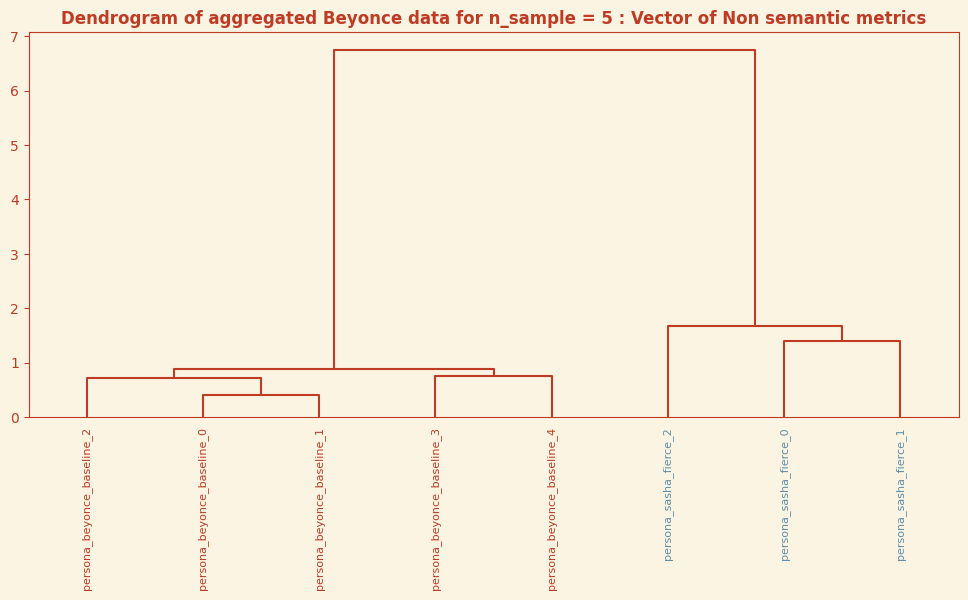 Dendrogram of aggregated Beyonce data for n_sample = 5 : Vector of Non semantic metrics
7
6
5
4
3
2
1
0
persona_beyonce_baseline_2
persona_beyonce_baseline_0
persona_beyonce_baseline_1
persona_beyonce_baseline_3
persona_beyonce_baseline_4
persona_sasha_fierce_2
persona_sasha_fierce_0
persona_sasha_fierce_1